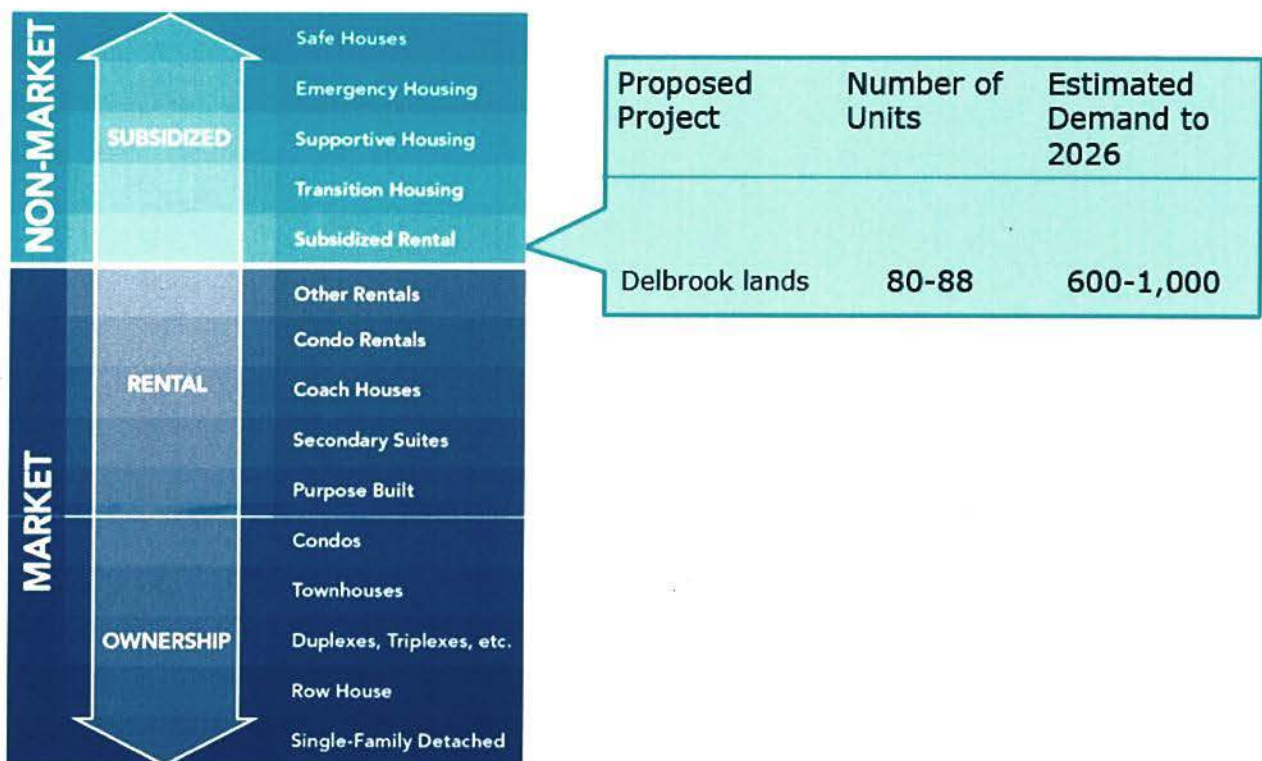 NON-MARKET
SUBSIDIZED
Safe Houses
Emergency Housing
Supportive Housing
Transition Housing
Subsidized Rental
MARKET
RENTAL
Other Rentals
Condo Rentals
Coach Houses
Secondary Suites
Purpose Built
OWNERSHIP
Condos
Townhouses
Duplexes, Triplexes, etc.
Row House
Single-Family Detached
Proposed Project
Number of Units
Estimated Demand to 2026
Delbrook lands
80-88
600-1,000